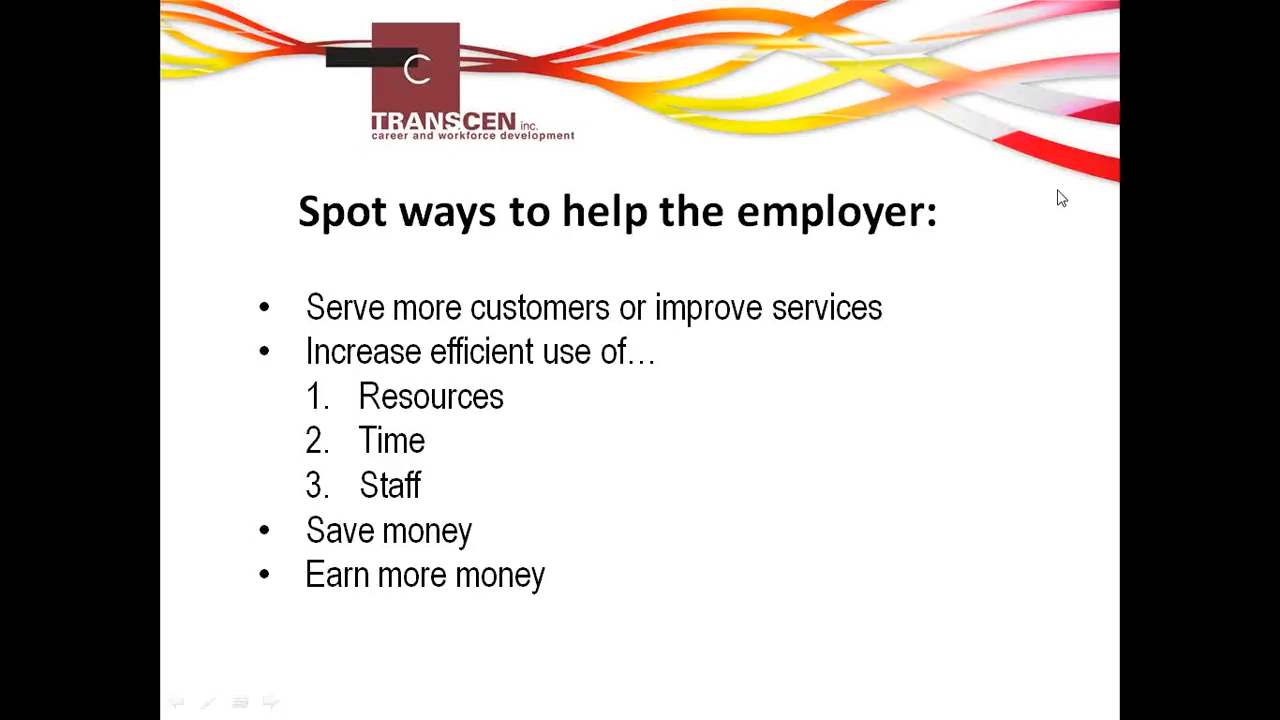 C
TRANSCEN inc.
career and workforce development
Spot ways to help the employer:
• Serve more customers or improve services
• Increase efficient use of…
1. Resources
2. Time
3. Staff
• Save money
• Earn more money